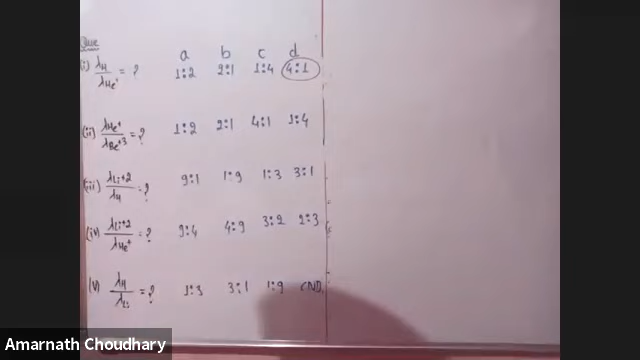 Que
a b c d
(i) λH/λHe+ = ? 1:2 2:1 1:4 4:1
(ii) λHe+/λBe+3 = ? 1:2 2:1 4:1 1:4
(iii) λLi+2/λH = ? 9:1 1:9 1:3 3:1
(iv) λLi+2/λHe+ = ? 9:4 4:9 3:2 2:3
(v) λH/λLi = ? 1:3 3:1 1:9 CND
Amarnath Choudhary